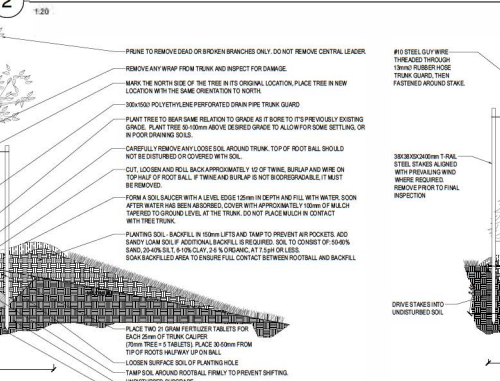 2
1:20
PRUNE TO REMOVE DEAD OR BROKEN BRANCHES ONLY. DO NOT REMOVE CENTRAL LEADER.
REMOVE ANY WRAP FROM TRUNK AND INSPECT FOR DAMAGE.
MARK THE NORTH SIDE OF THE TREE IN ITS ORIGINAL LOCATION, PLACE TREE IN NEW
LOCATION WITH THE SAME ORIENTATION TO NORTH.
300x150Ø POLYETHYLENE PERFORATED DRAIN PIPE TRUNK GUARD
PLANT TREE TO BEAR SAME RELATION TO GRADE AS IT BORE TO IT'S PREVIOUSLY EXISTING
GRADE. PLANT TREE 50-100mm ABOVE DESIRED GRADE TO ALLOW FOR SOME SETTLING, OR
IN POOR DRAINING SOILS.
CAREFULLY REMOVE ANY LOOSE SOIL AROUND TRUNK. TOP OF ROOT BALL SHOULD
NOT BE DISTURBED OR COVERED WITH SOIL.
CUT, LOOSEN AND ROLL BACK APPROXIMATELY 1/2 OF TWINE, BURLAP AND WIRE ON
TOP HALF OF ROOT BALL. IF TWINE AND BURLAP IS NOT BIODEGRADABLE, IT MUST
BE REMOVED.
FORM A SOIL SAUCER WITH A LEVEL EDGE 125mm IN DEPTH AND FILL WITH WATER. SOON
AFTER WATER HAS BEEN ABSORBED, COVER WITH APPROXIMATELY 100mm OF MULCH
TAPERED TO GROUND LEVEL AT THE TRUNK. DO NOT PLACE MULCH IN CONTACT
WITH TREE TRUNK.
PLANTING SOIL - BACKFILL IN 150mm LIFTS AND TAMP TO PREVENT AIR POCKETS. ADD
SANDY LOAM SOIL IF ADDITIONAL BACKFILL IS REQUIRED. SOIL TO CONSIST OF: 50-60%
SAND, 20-40% SILT, 6-10% CLAY, 2-5 % ORGANIC, AT 7.5 pH OR LESS.
SOAK BACKFILLED AREA TO ENSURE FULL CONTACT BETWEEN ROOTBALL AND BACKFILL
PLACE TWO 21 GRAM FERTILIZER TABLETS FOR
EACH 25mm OF TRUNK CALIPER
(70mm TREE = 5 TABLETS). PLACE 30-50mm FROM
TIP OF ROOTS HALFWAY UP ON BALL
LOOSEN SURFACE SOIL OF PLANTING HOLE
TAMP SOIL AROUND ROOTBALL FIRMLY TO PREVENT SHIFTING.
UNDISTURBED SUBGRADE
#10 STEEL GUY WIRE
THREADED THROUGH
13mmØ RUBBER HOSE
TRUNK GUARD, THEN
FASTENED AROUND STAKE.
38X38X5X2400mm T-RAIL
STEEL STAKES ALIGNED
WITH PREVAILING WIND
WHERE REQUIRED.
REMOVE PRIOR TO FINAL
INSPECTION
DRIVE STAKES INTO
UNDISTURBED SOIL